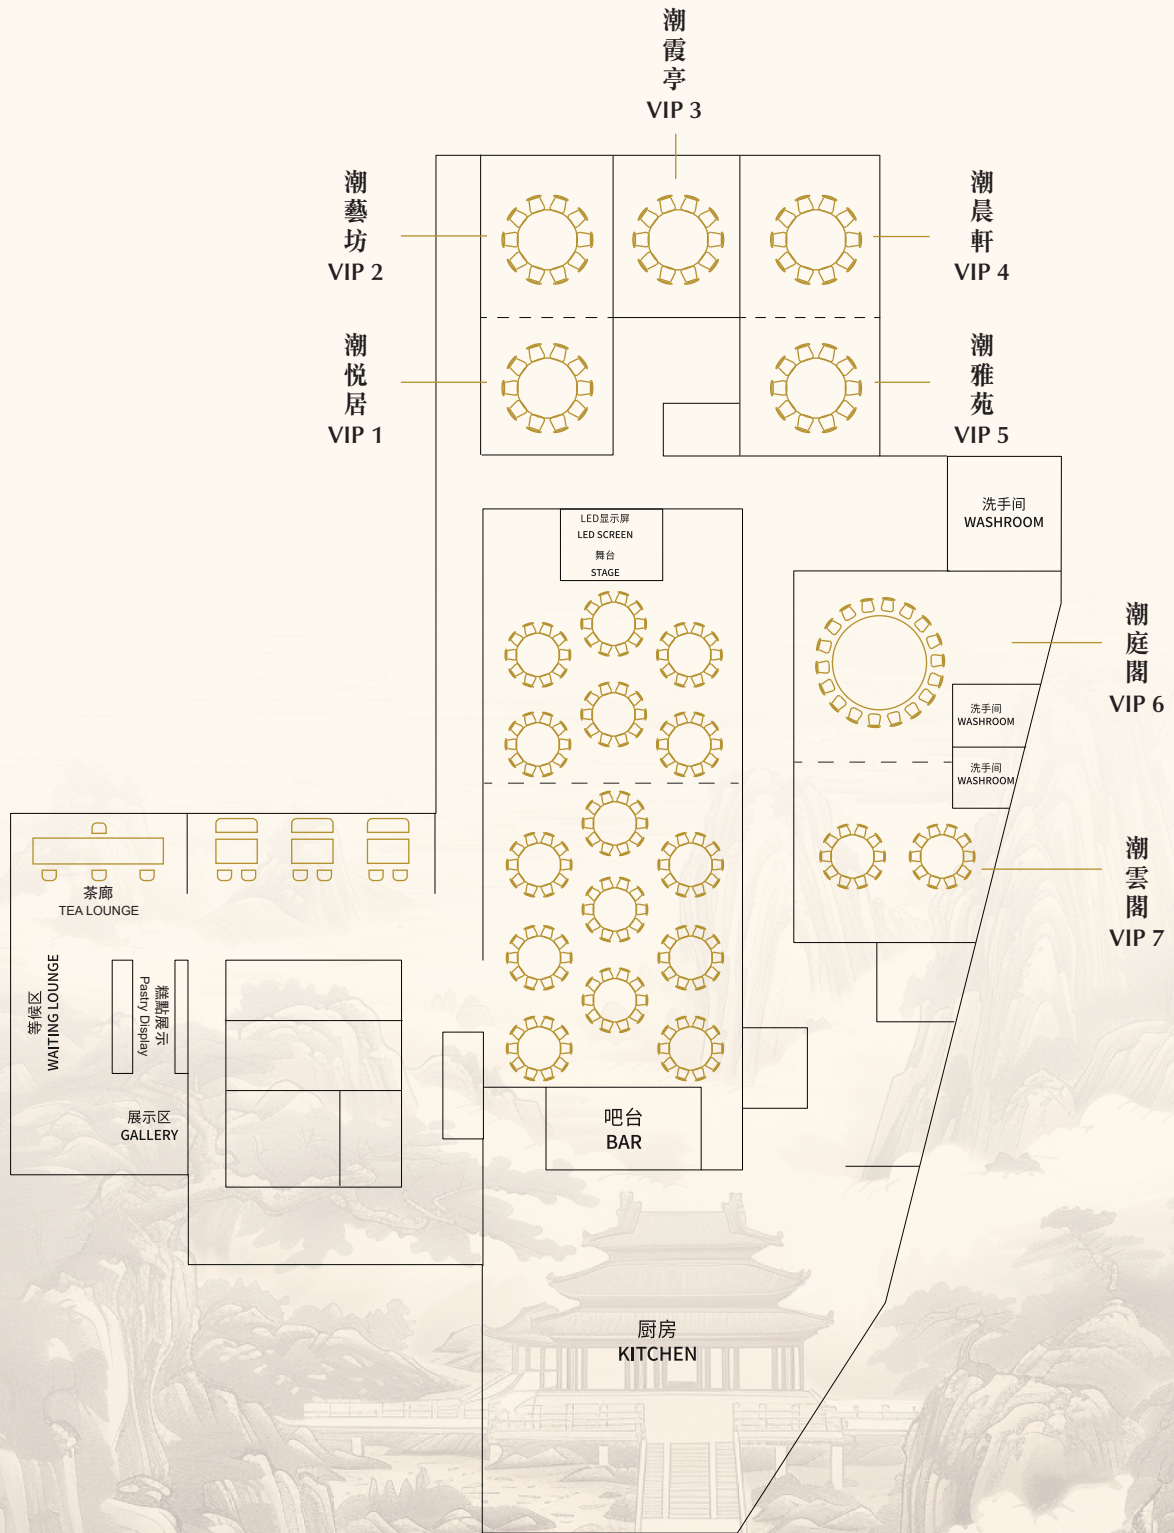 潮霞亭
VIP 3
潮藝坊
VIP 2
潮晨軒
VIP 4
潮悦居
VIP 1
潮雅苑
VIP 5
洗手间
WASHROOM
LED显示屏
LED SCREEN
舞台
STAGE
潮庭閣
VIP 6
洗手间
WASHROOM
洗手间
WASHROOM
潮雲閣
VIP 7
茶廊
TEA LOUNGE
等候区
WAITING LOUNGE
糕點展示
Pastry Display
展示区
GALLERY
吧台
BAR
厨房
KITCHEN